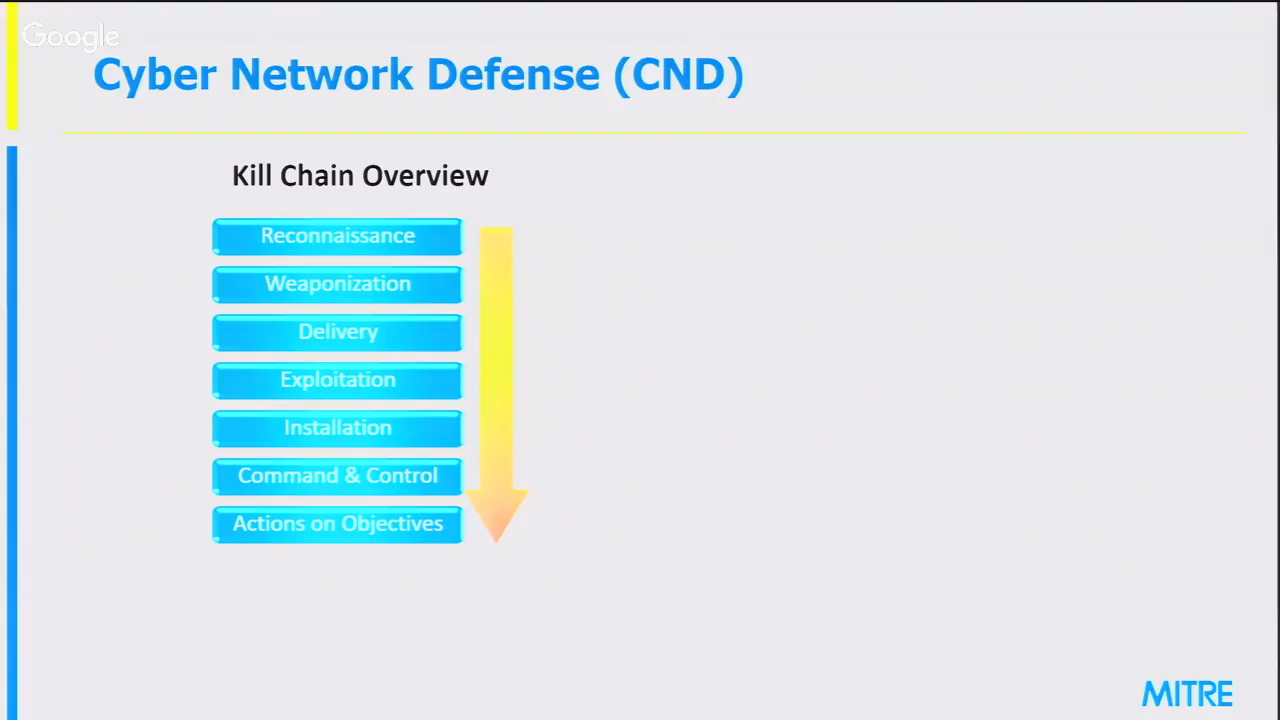 Google
Cyber Network Defense (CND)
Kill Chain Overview
Reconnaissance
Weaponization
Delivery
Exploitation
Installation
Command & Control
Actions on Objectives
MITRE